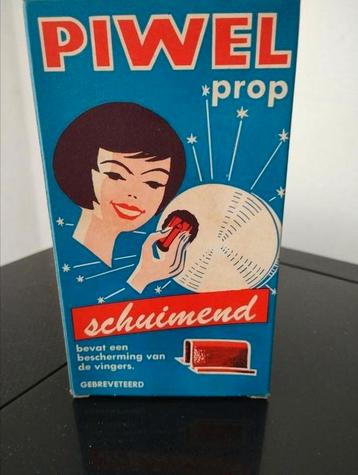 PIWEL
prop
schuimend
bevat een
bescherming van
de vingers.
GEBREVETEERD